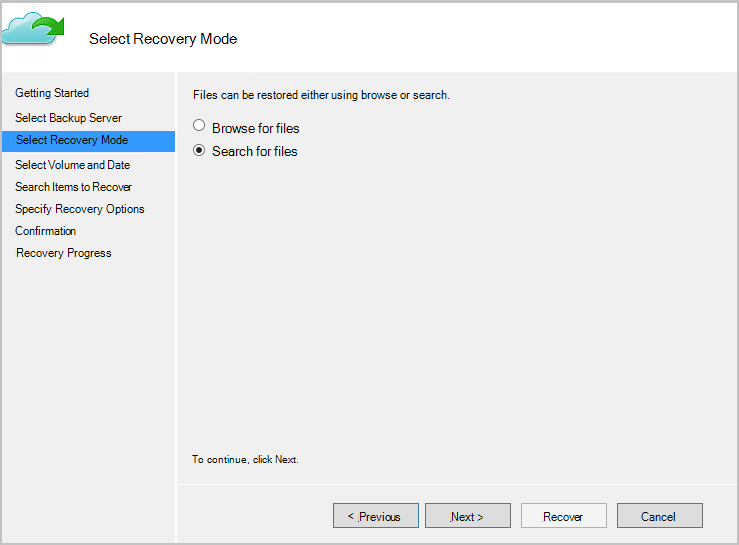 Select Recovery Mode
Getting Started
Select Backup Server
Select Recovery Mode
Select Volume and Date
Search Items to Recover
Specify Recovery Options
Confirmation
Recovery Progress
Files can be restored either using browse or search.
Browse for files
Search for files
To continue, click Next.
< Previous
Next >
Recover
Cancel